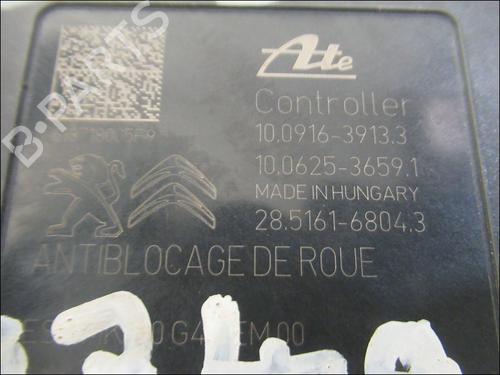 Ate
Controller
10.0916-3913.3
10.0625-3659.1
MADE IN HUNGARY
28.5161-6804.3
ANTIBLOCAGE DE ROUE
B-PARTS